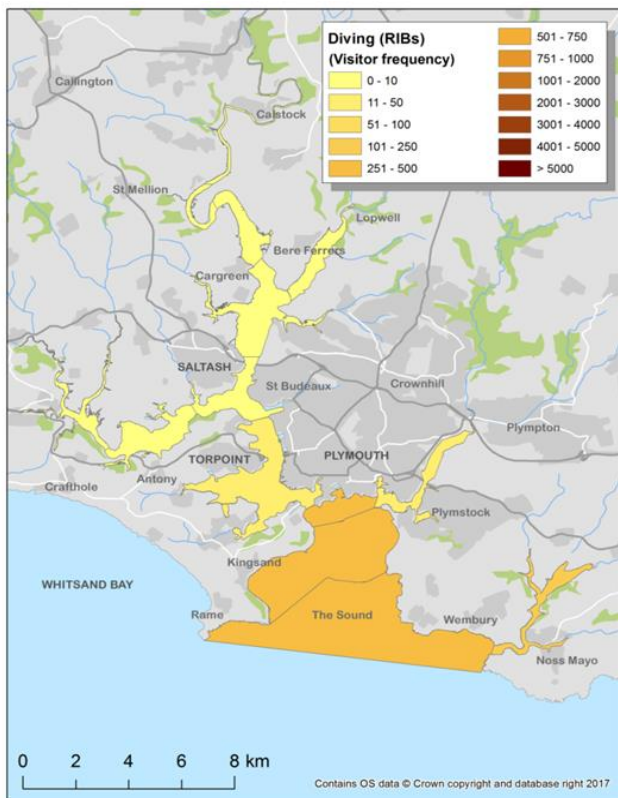 Diving (RIBs)
(Visitor frequency)
0 - 10
11 - 50
51 - 100
101 - 250
251 - 500
501 - 750
751 - 1000
1001 - 2000
2001 - 3000
3001 - 4000
4001 - 5000
> 5000
Callington
Calstock
St Mellion
Lopwell
Bere Ferrers
Cargreen
SALTASH
St Budeaux
Crownhill
Plympton
TORPOINT
PLYMOUTH
Antony
Crafthole
Plymstock
Kingsand
WHITSAND BAY
Rame
The Sound
Wembury
Noss Mayo
0 2 4 6 8 km
Contains OS data © Crown copyright and database right 2017